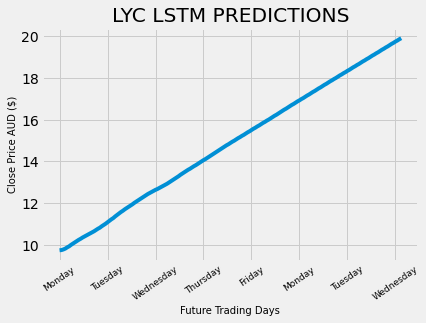 LYC LSTM PREDICTIONS
20
18
16
14
12
10
Close Price AUD ($)
Monday
Tuesday
Wednesday
Thursday
Friday
Monday
Tuesday
Wednesday
Future Trading Days